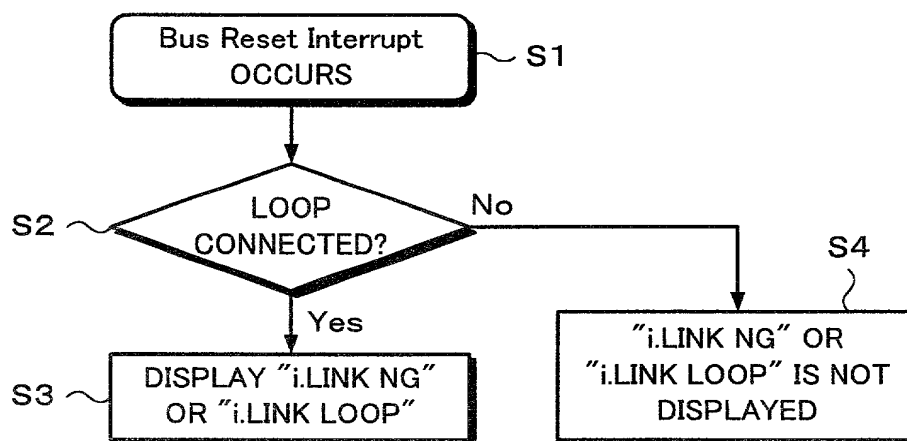 Bus Reset Interrupt
OCCURS
S1
LOOP
CONNECTED?
S2
No
Yes
S4
DISPLAY "i.LINK NG"
OR "i.LINK LOOP"
S3
"i.LINK NG" OR
"i.LINK LOOP" IS NOT
DISPLAYED